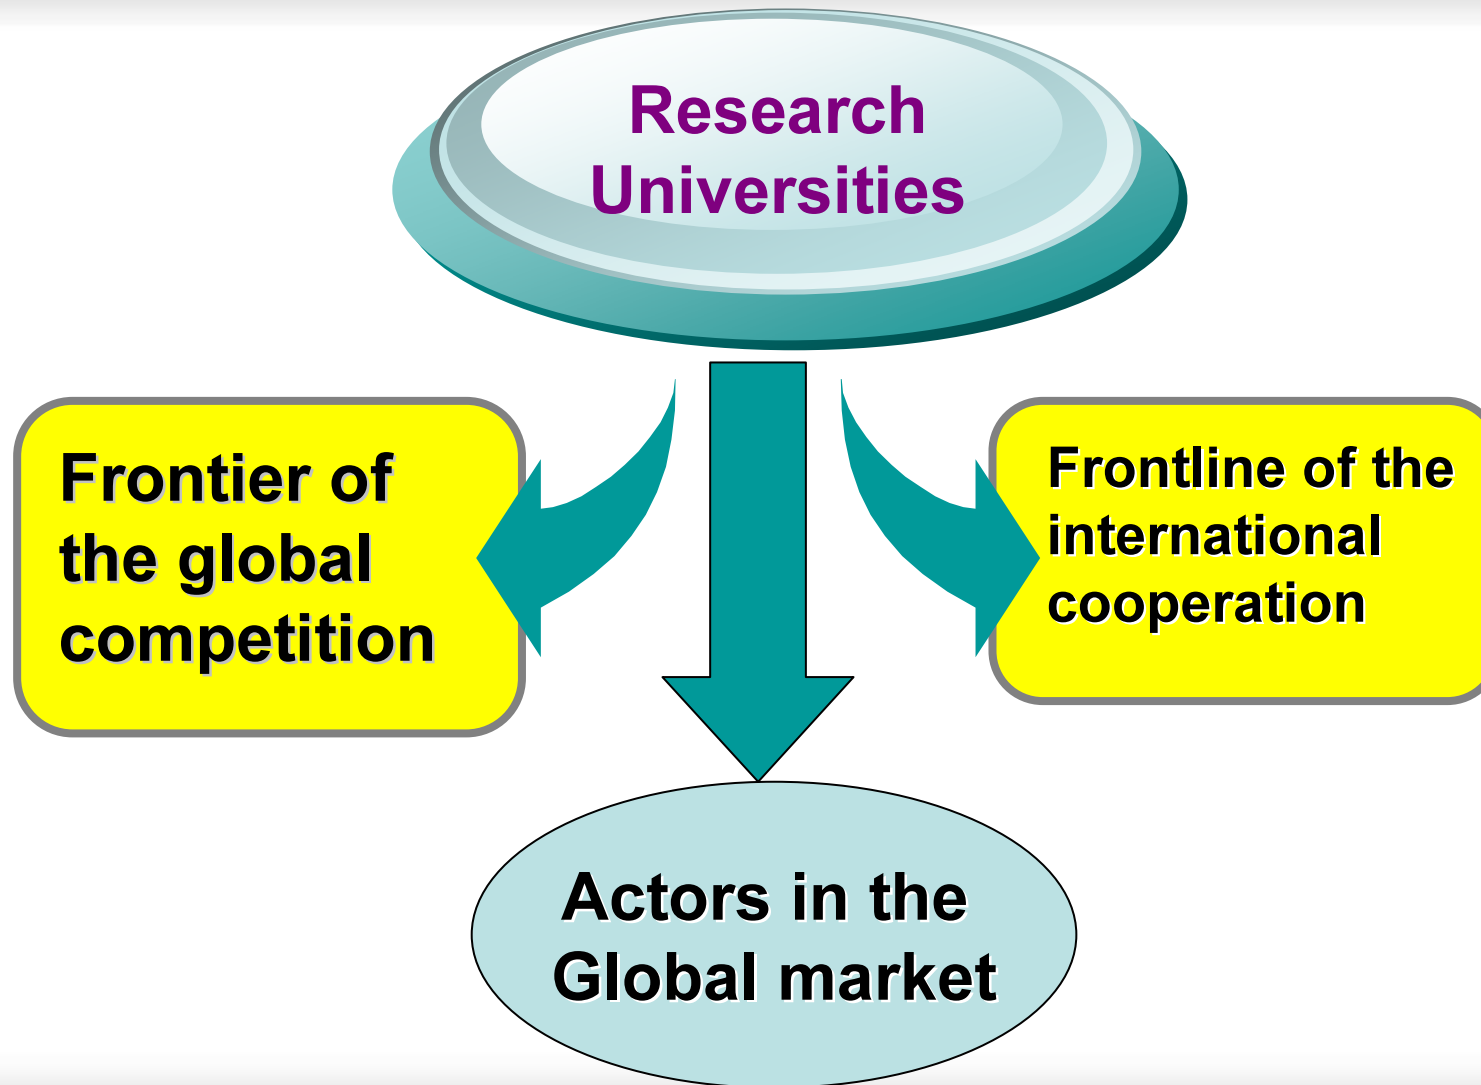 Research
Universities
Frontier of
the global
competition
Frontline of the
international
cooperation
Actors in the
Global market